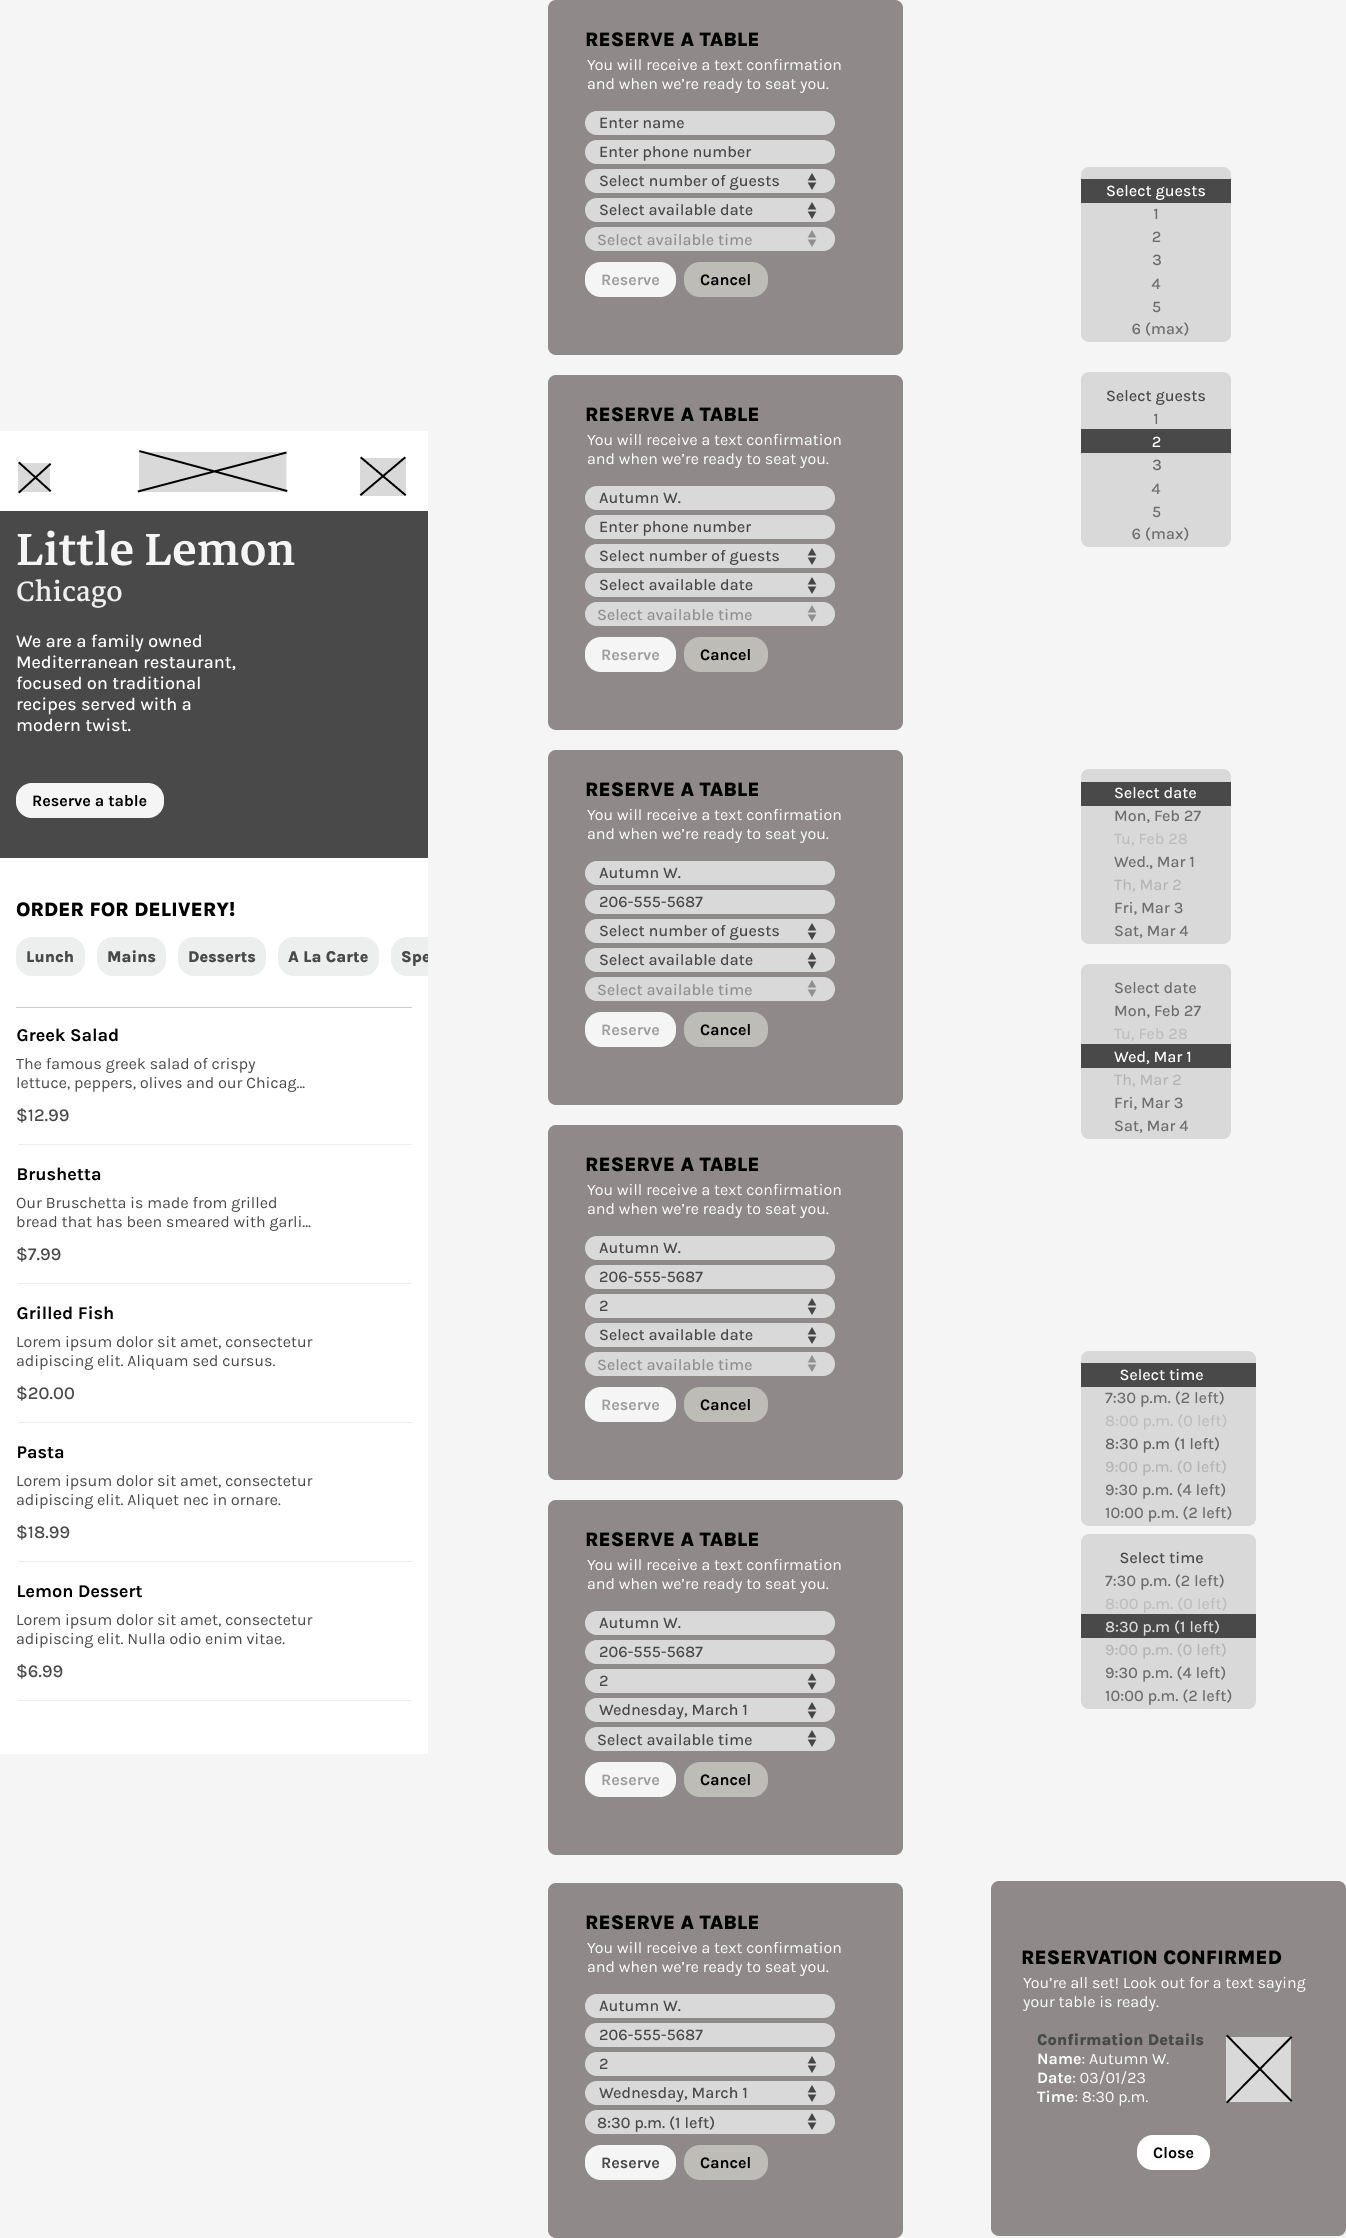 Little Lemon
Chicago
We are a family owned
Mediterranean restaurant,
focused on traditional
recipes served with a
modern twist.
Reserve a table
ORDER FOR DELIVERY!
Lunch Mains Desserts A La Carte Spe
Greek Salad
The famous greek salad of crispy
lettuce, peppers, olives and our Chicag...
$12.99
Brushetta
Our Bruschetta is made from grilled
bread that has been smeared with garli...
$7.99
Grilled Fish
Lorem ipsum dolor sit amet, consectetur
adipiscing elit. Aliquam sed cursus.
$20.00
Pasta
Lorem ipsum dolor sit amet, consectetur
adipiscing elit. Aliquet nec in ornare.
$18.99
Lemon Dessert
Lorem ipsum dolor sit amet, consectetur
adipiscing elit. Nulla odio enim vitae.
$6.99
RESERVE A TABLE
You will receive a text confirmation
and when we’re ready to seat you.
Enter name
Enter phone number
Select number of guests
Select available date
Select available time
Reserve Cancel
RESERVE A TABLE
You will receive a text confirmation
and when we’re ready to seat you.
Autumn W.
Enter phone number
Select number of guests
Select available date
Select available time
Reserve Cancel
RESERVE A TABLE
You will receive a text confirmation
and when we’re ready to seat you.
Autumn W.
206-555-5687
Select number of guests
Select available date
Select available time
Reserve Cancel
RESERVE A TABLE
You will receive a text confirmation
and when we’re ready to seat you.
Autumn W.
206-555-5687
2
Select available date
Select available time
Reserve Cancel
RESERVE A TABLE
You will receive a text confirmation
and when we’re ready to seat you.
Autumn W.
206-555-5687
2
Wednesday, March 1
Select available time
Reserve Cancel
RESERVE A TABLE
You will receive a text confirmation
and when we’re ready to seat you.
Autumn W.
206-555-5687
2
Wednesday, March 1
8:30 p.m. (1 left)
Reserve Cancel
Select guests
1
2
3
4
5
6 (max)
Select guests
1
2
3
4
5
6 (max)
Select date
Mon, Feb 27
Tu, Feb 28
Wed., Mar 1
Th, Mar 2
Fri, Mar 3
Sat, Mar 4
Select date
Mon, Feb 27
Tu, Feb 28
Wed, Mar 1
Th, Mar 2
Fri, Mar 3
Sat, Mar 4
Select time
7:30 p.m. (2 left)
8:00 p.m. (0 left)
8:30 p.m (1 left)
9:00 p.m. (0 left)
9:30 p.m. (4 left)
10:00 p.m. (2 left)
Select time
7:30 p.m. (2 left)
8:00 p.m. (0 left)
8:30 p.m (1 left)
9:00 p.m. (0 left)
9:30 p.m. (4 left)
10:00 p.m. (2 left)
RESERVATION CONFIRMED
You’re all set! Look out for a text saying
your table is ready.
Confirmation Details
Name: Autumn W.
Date: 03/01/23
Time: 8:30 p.m.
Close